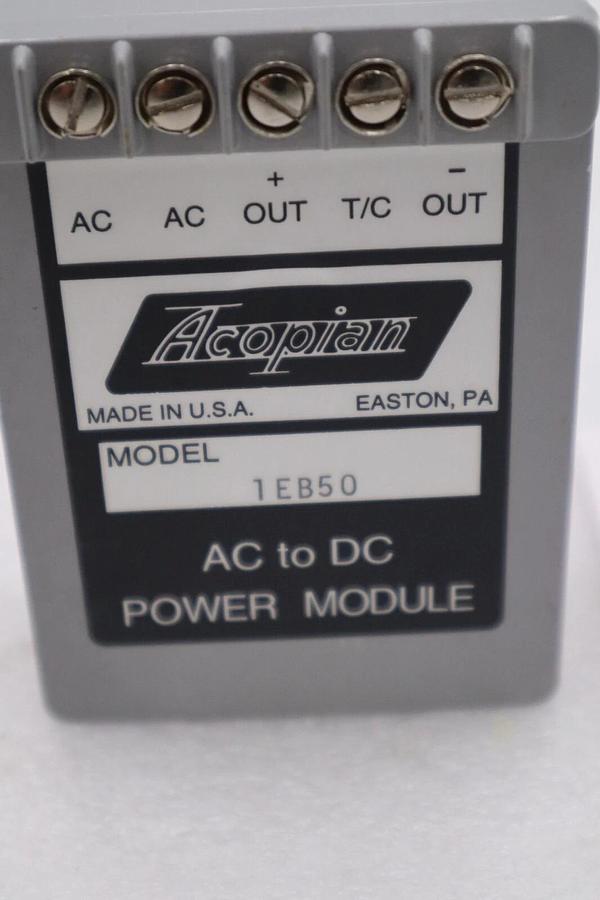 + −
AC AC OUT T/C OUT
Acopian
MADE IN U.S.A. EASTON, PA
MODEL
1EB50
AC to DC
POWER MODULE